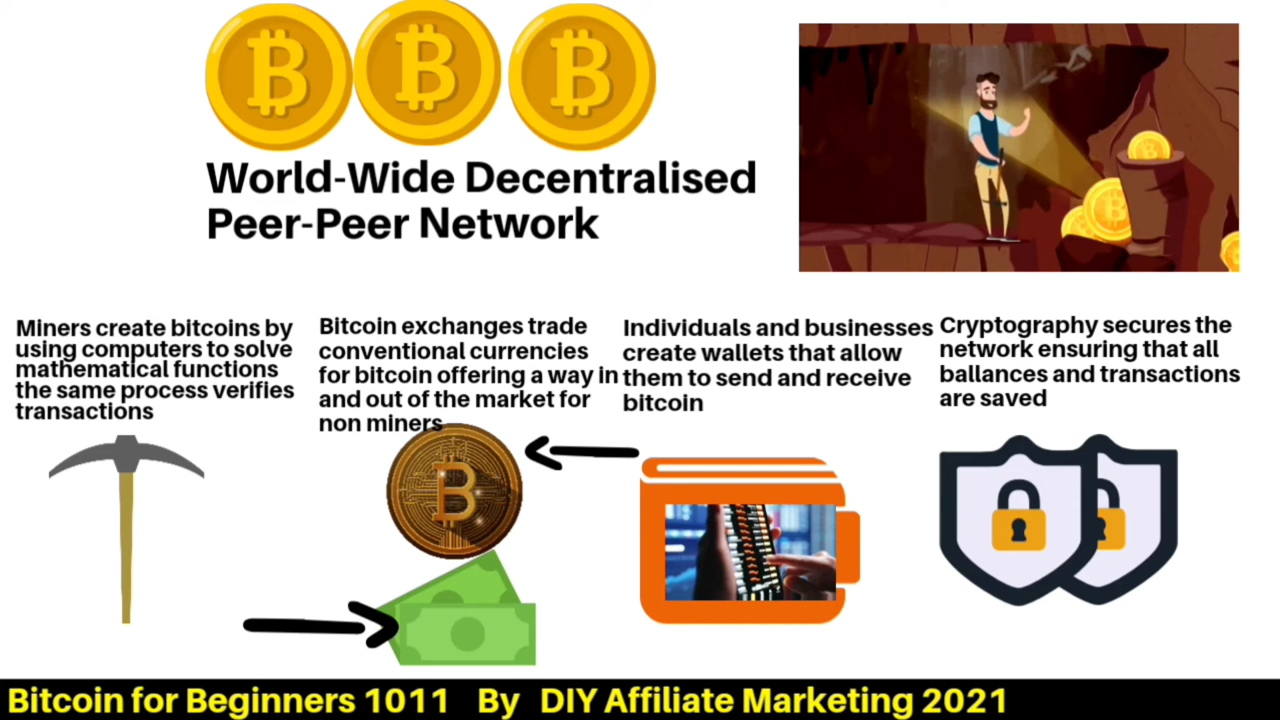 World-Wide Decentralised
Peer-Peer Network
Miners create bitcoins by
using computers to solve
mathematical functions
the same process verifies
transactions
Bitcoin exchanges trade
conventional currencies
for bitcoin offering a way in
and out of the market for
non miners
Individuals and businesses
create wallets that allow
them to send and receive
bitcoin
Cryptography secures the
network ensuring that all
ballances and transactions
are saved
Bitcoin for Beginners 1011 By DIY Affiliate Marketing 2021